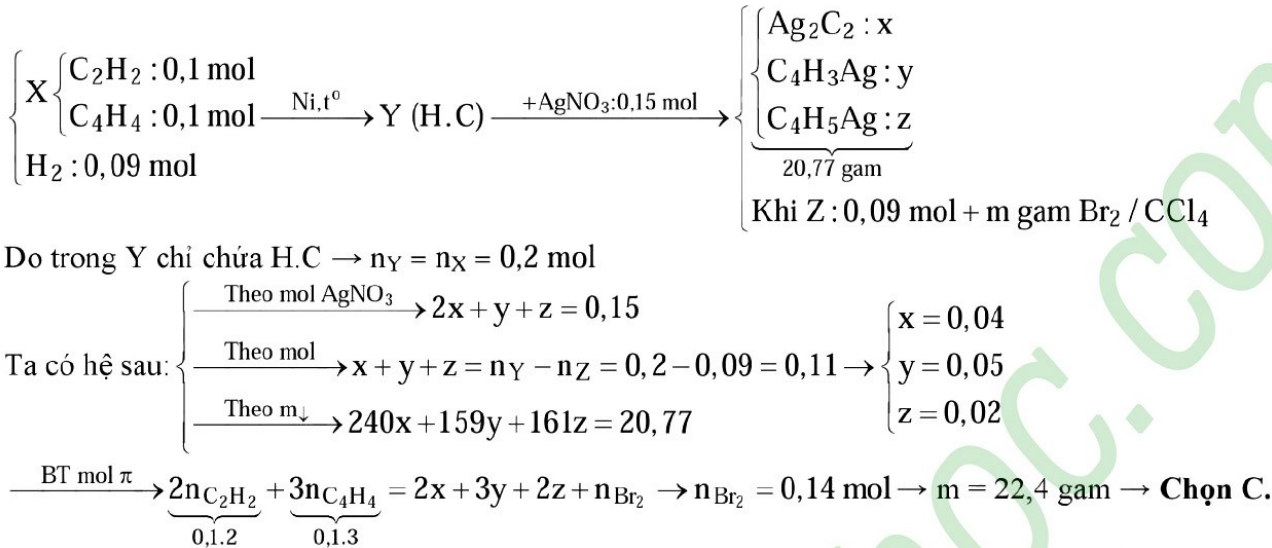 X { C₂H₂ : 0,1 mol
C₄H₄ : 0,1 mol
H₂ : 0,09 mol
Ni,t⁰ → Y (H.C) +AgNO₃:0,15 mol →
Ag₂C₂ : x
C₄H₃Ag : y
C₄H₅Ag : z
20,77 gam
Khi Z : 0,09 mol + m gam Br₂ / CCl₄
Do trong Y chỉ chứa H.C → n_Y = n_X = 0,2 mol
Ta có hệ sau:
Theo mol AgNO₃ → 2x + y + z = 0,15
Theo mol → x + y + z = n_Y − n_Z = 0,2 − 0,09 = 0,11 →
Theo m↓ → 240x + 159y + 161z = 20,77
x = 0,04
y = 0,05
z = 0,02
BT mol π → 2n_C₂H₂ + 3n_C₄H₄ = 2x + 3y + 2z + n_Br₂ → n_Br₂ = 0,14 mol → m = 22,4 gam → Chọn C.
0,1.2 0,1.3
oc.com